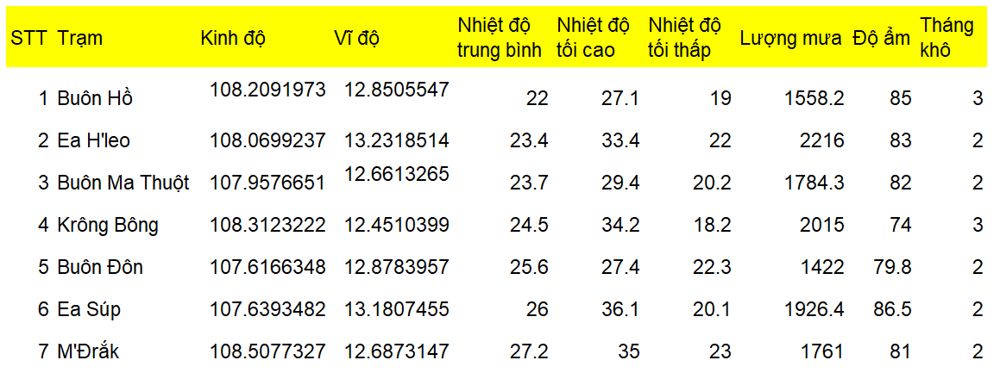 STT Trạm Kinh độ Vĩ độ Nhiệt độ trung bình Nhiệt độ tối cao Nhiệt độ tối thấp Lượng mưa Độ ẩm Tháng khô
1 Buôn Hồ 108.2091973 12.8505547 22 27.1 19 1558.2 85 3
2 Ea H'leo 108.0699237 13.2318514 23.4 33.4 22 2216 83 2
3 Buôn Ma Thuột 107.9576651 12.6613265 23.7 29.4 20.2 1784.3 82 2
4 Krông Bông 108.3123222 12.4510399 24.5 34.2 18.2 2015 74 3
5 Buôn Đôn 107.6166348 12.8783957 25.6 27.4 22.3 1422 79.8 2
6 Ea Súp 107.6393482 13.1807455 26 36.1 20.1 1926.4 86.5 2
7 M'Đrắk 108.5077327 12.6873147 27.2 35 23 1761 81 2